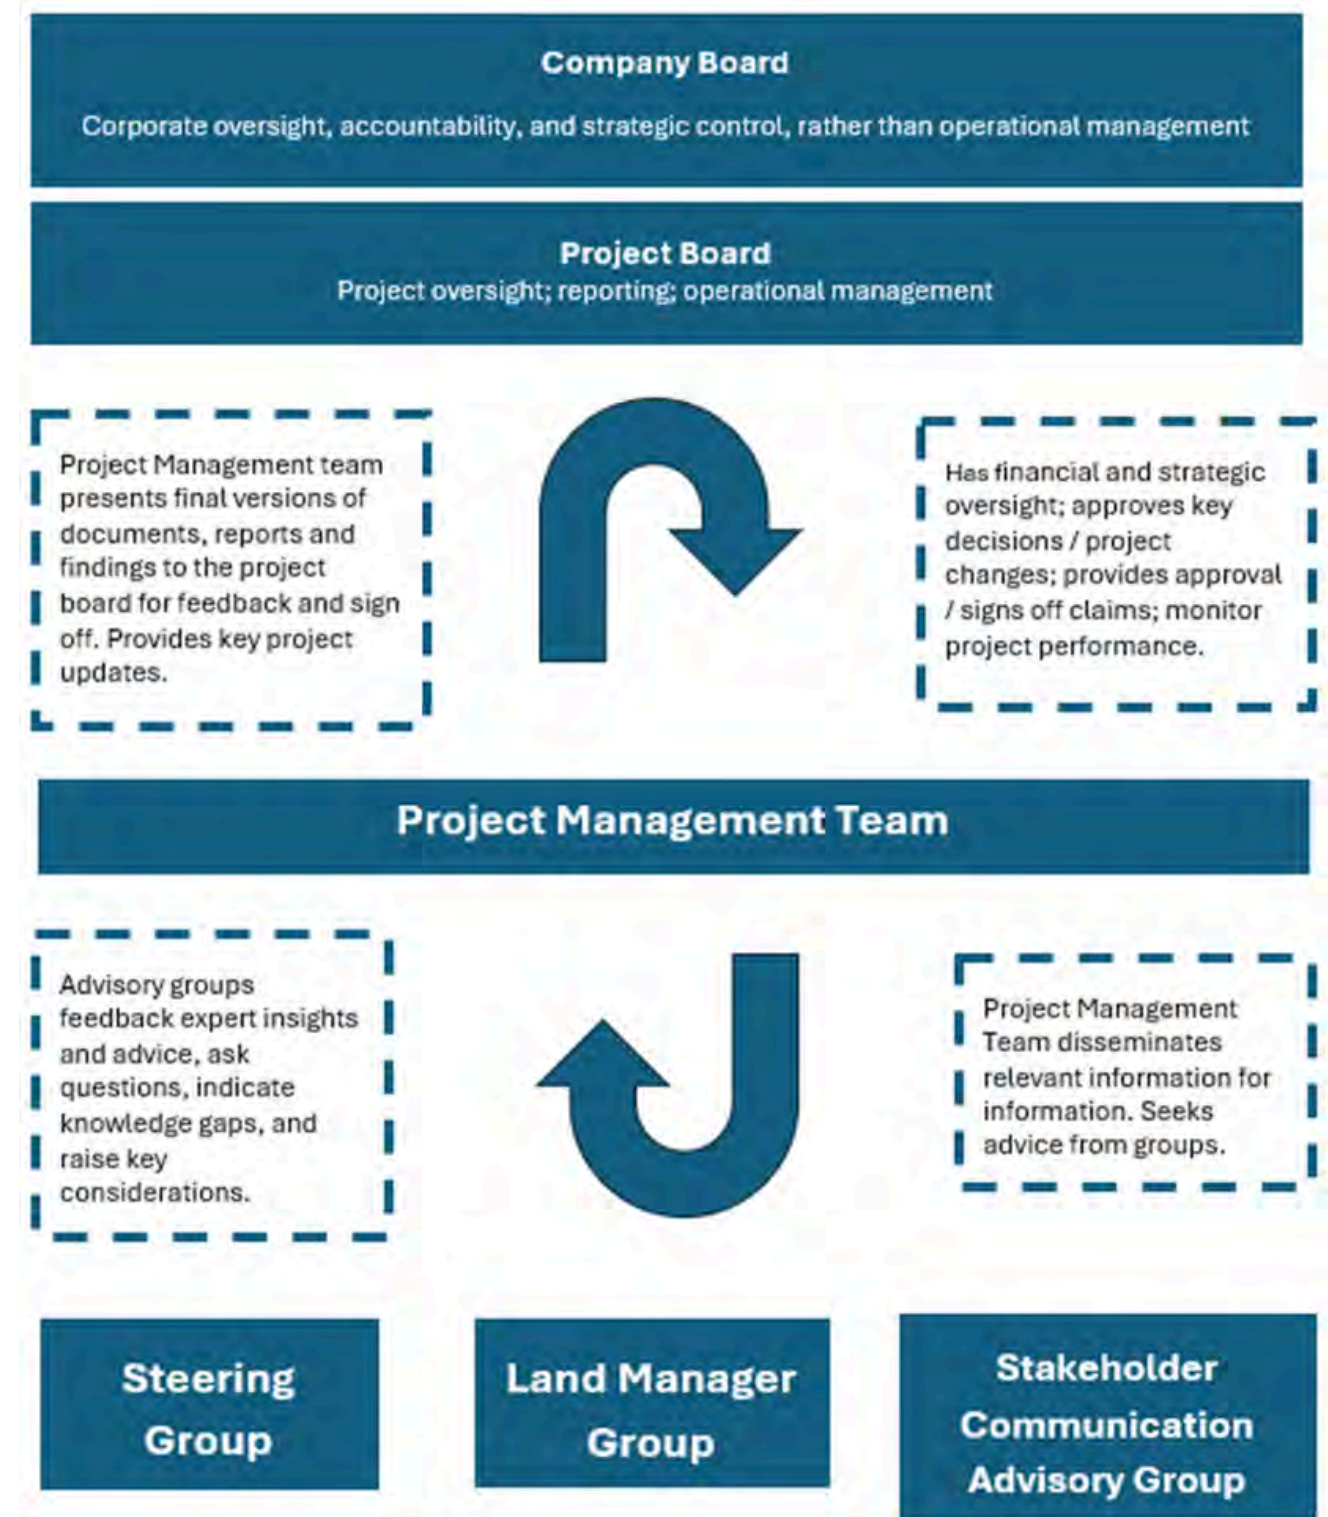 Company Board
Corporate oversight, accountability, and strategic control, rather than operational management
Project Board
Project oversight; reporting; operational management
Project Management team
presents final versions of
documents, reports and
findings to the project
board for feedback and sign
off. Provides key project
updates.
Has financial and strategic
oversight; approves key
decisions / project
changes; provides approval
/ signs off claims; monitor
project performance.
Project Management Team
Advisory groups
feedback expert insights
and advice, ask
questions, indicate
knowledge gaps, and
raise key
considerations.
Project Management
Team disseminates
relevant information for
information. Seeks
advice from groups.
Steering
Group
Land Manager
Group
Stakeholder
Communication
Advisory Group